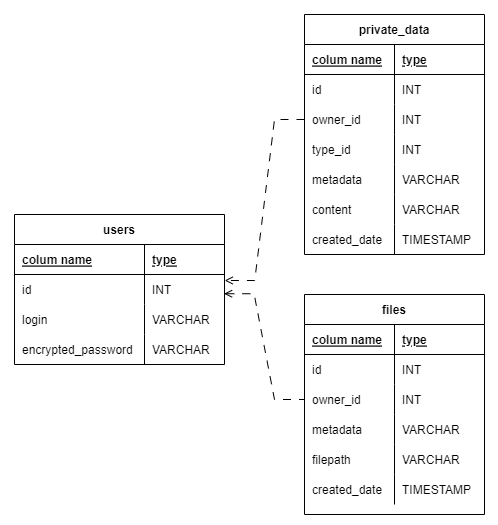 private_data
colum name type
id INT
owner_id INT
type_id INT
metadata VARCHAR
content VARCHAR
created_date TIMESTAMP
users
colum name type
id INT
login VARCHAR
encrypted_password VARCHAR
files
colum name type
id INT
owner_id INT
metadata VARCHAR
filepath VARCHAR
created_date TIMESTAMP